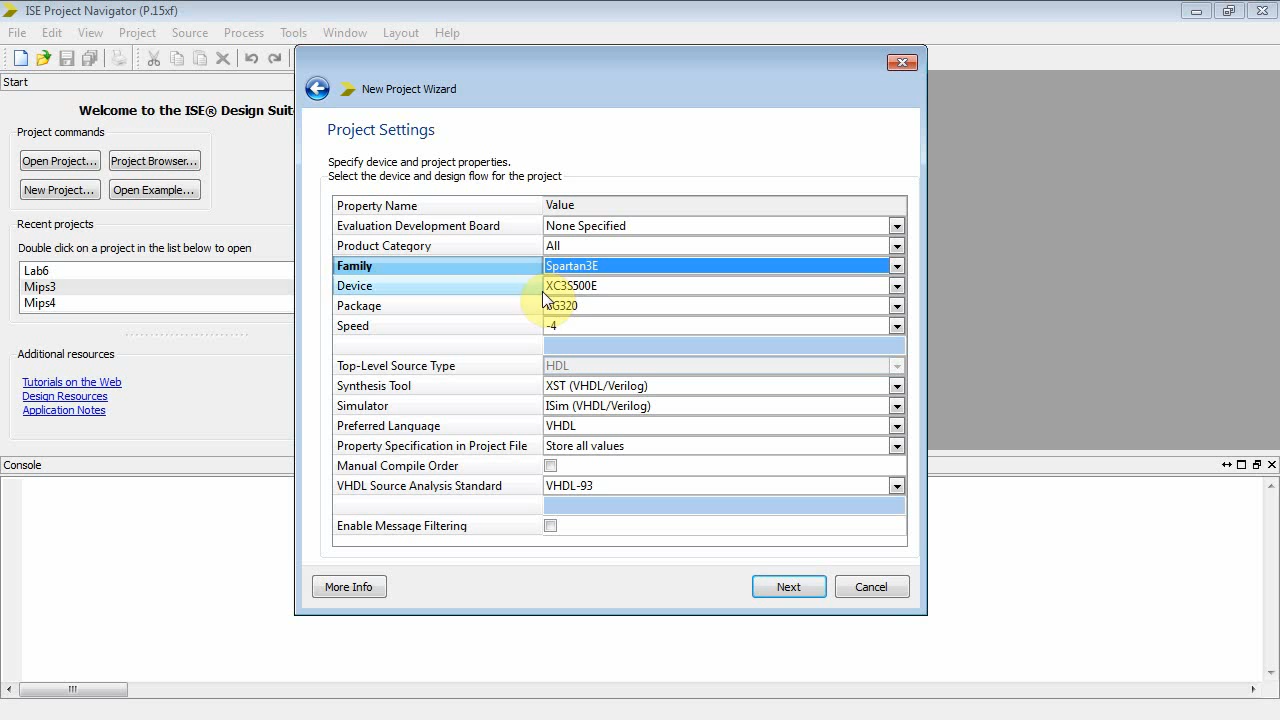 ISE Project Navigator (P.15xf)
File Edit View Project Source Process Tools Window Layout Help
Start
Welcome to the ISE® Design Suit
Project commands
Open Project... Project Browser...
New Project... Open Example...
Recent projects
Double click on a project in the list below to open
Lab6
Mips3
Mips4
Additional resources
Tutorials on the Web
Design Resources
Application Notes
Console
New Project Wizard
Project Settings
Specify device and project properties.
Select the device and design flow for the project
Property Name Value
Evaluation Development Board None Specified
Product Category All
Family Spartan3E
Device XC3S500E
Package G320
Speed -4
Top-Level Source Type HDL
Synthesis Tool XST (VHDL/Verilog)
Simulator ISim (VHDL/Verilog)
Preferred Language VHDL
Property Specification in Project File Store all values
Manual Compile Order
VHDL Source Analysis Standard VHDL-93
Enable Message Filtering
More Info Next Cancel